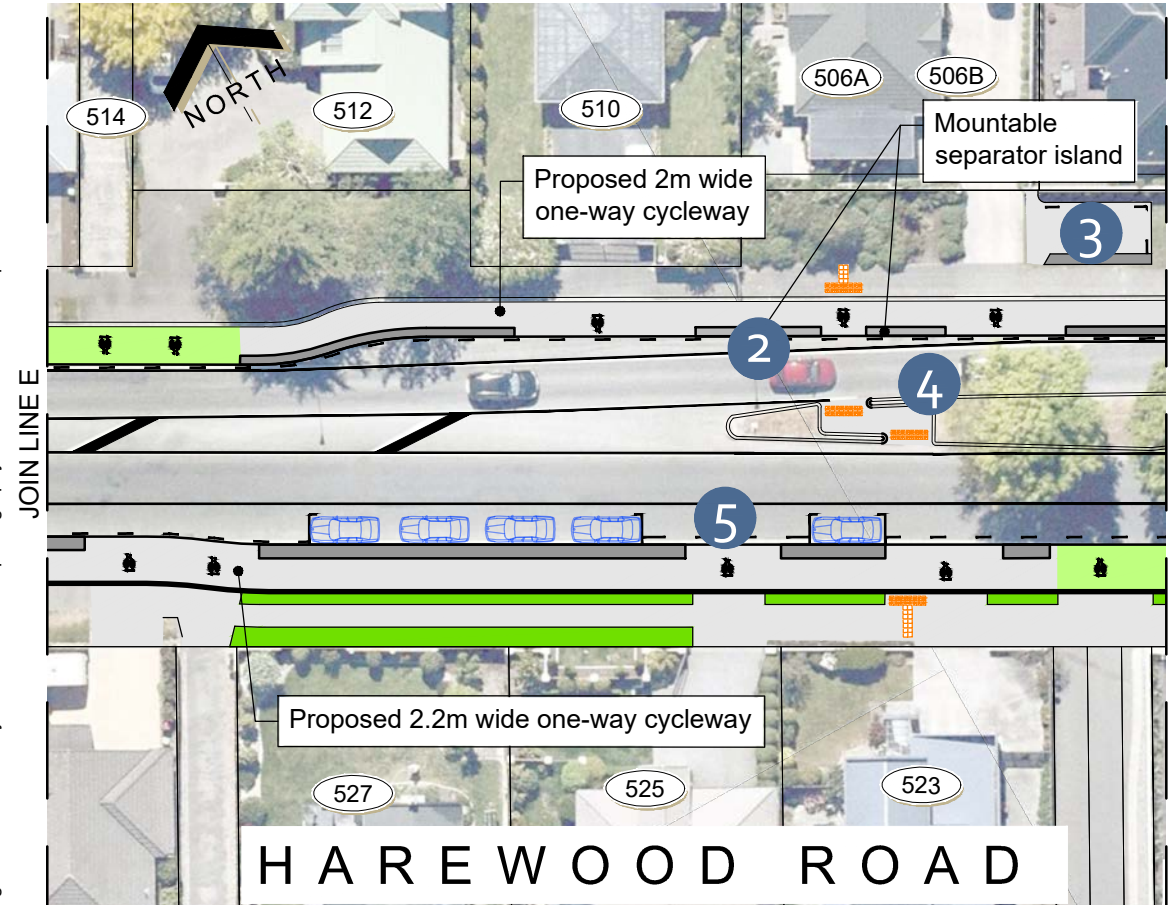 NORTH
514
512
510
506A
506B
Mountable
separator island
Proposed 2m wide
one-way cycleway
3
2
4
JOIN LINE E
5
Proposed 2.2m wide one-way cycleway
527
525
523
HAREWOOD ROAD